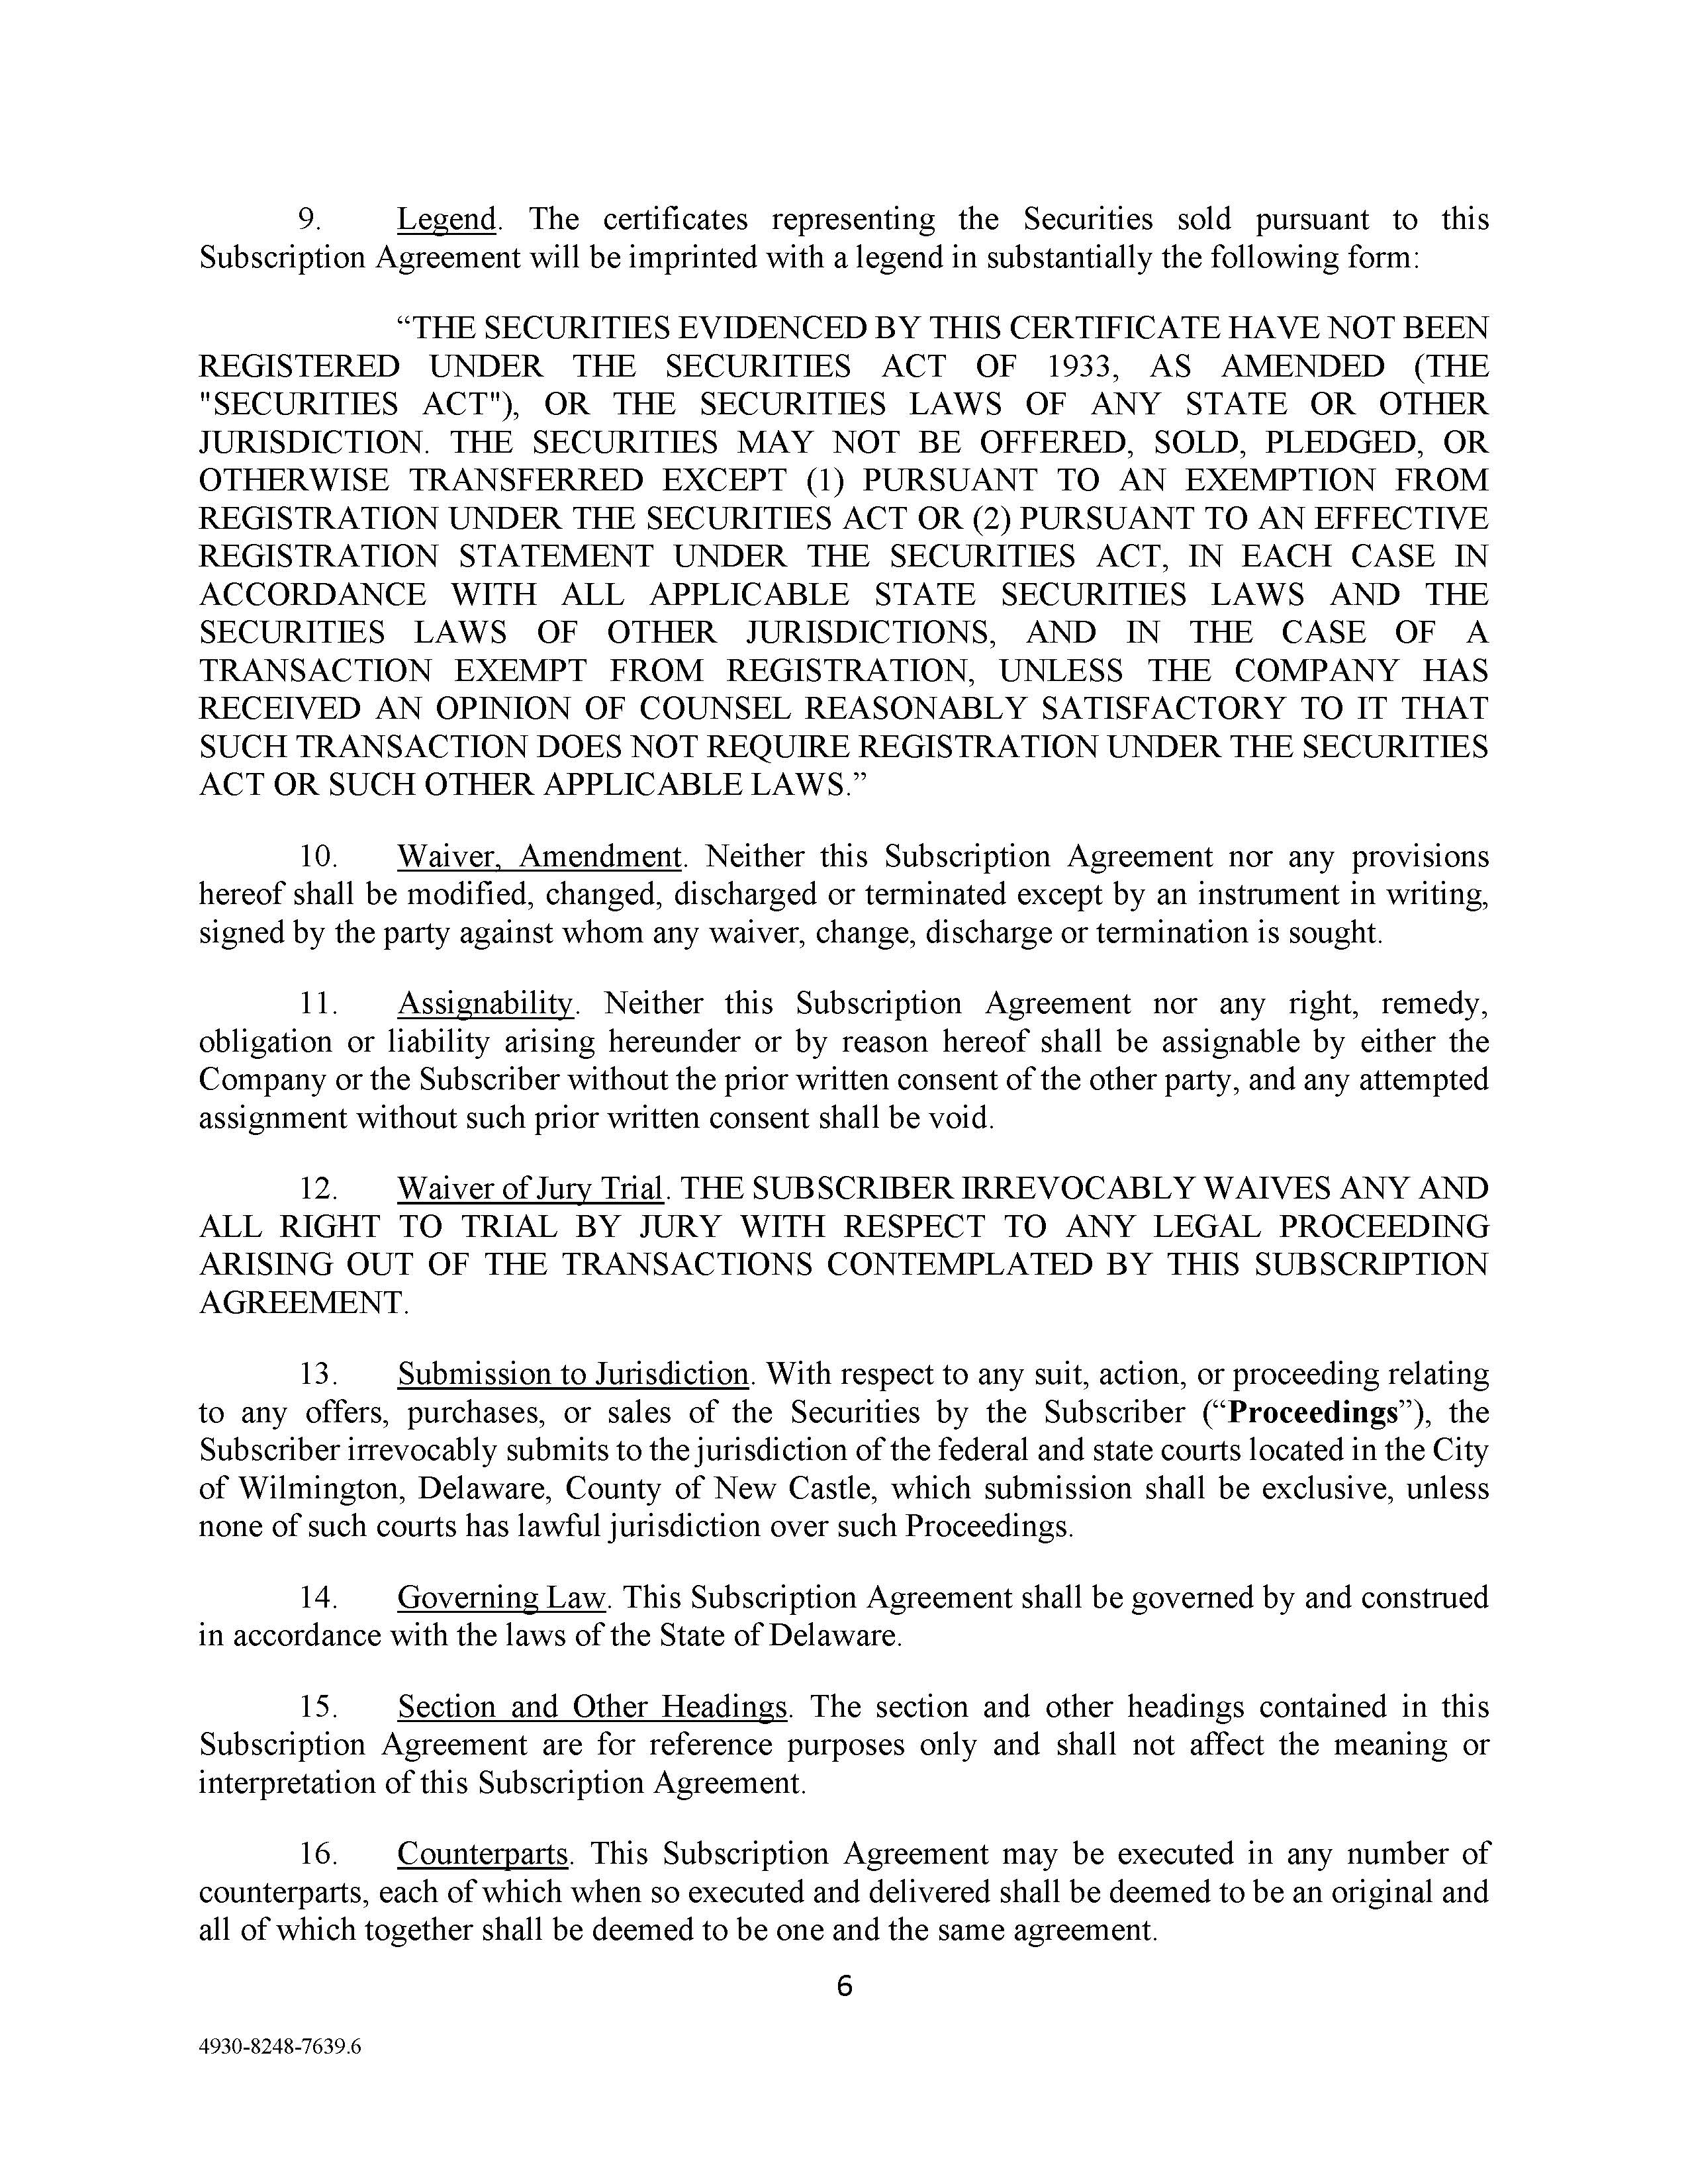 9. Legend. The certificates representing the Securities sold pursuant to this
Subscription Agreement will be imprinted with a legend in substantially the following form:
“THE SECURITIES EVIDENCED BY THIS CERTIFICATE HAVE NOT BEEN
REGISTERED UNDER THE SECURITIES ACT OF 1933, AS AMENDED (THE
"SECURITIES ACT"), OR THE SECURITIES LAWS OF ANY STATE OR OTHER
JURISDICTION. THE SECURITIES MAY NOT BE OFFERED, SOLD, PLEDGED, OR
OTHERWISE TRANSFERRED EXCEPT (1) PURSUANT TO AN EXEMPTION FROM
REGISTRATION UNDER THE SECURITIES ACT OR (2) PURSUANT TO AN EFFECTIVE
REGISTRATION STATEMENT UNDER THE SECURITIES ACT, IN EACH CASE IN
ACCORDANCE WITH ALL APPLICABLE STATE SECURITIES LAWS AND THE
SECURITIES LAWS OF OTHER JURISDICTIONS, AND IN THE CASE OF A
TRANSACTION EXEMPT FROM REGISTRATION, UNLESS THE COMPANY HAS
RECEIVED AN OPINION OF COUNSEL REASONABLY SATISFACTORY TO IT THAT
SUCH TRANSACTION DOES NOT REQUIRE REGISTRATION UNDER THE SECURITIES
ACT OR SUCH OTHER APPLICABLE LAWS.”
10. Waiver, Amendment. Neither this Subscription Agreement nor any provisions
hereof shall be modified, changed, discharged or terminated except by an instrument in writing,
signed by the party against whom any waiver, change, discharge or termination is sought.
11. Assignability. Neither this Subscription Agreement nor any right, remedy,
obligation or liability arising hereunder or by reason hereof shall be assignable by either the
Company or the Subscriber without the prior written consent of the other party, and any attempted
assignment without such prior written consent shall be void.
12. Waiver of Jury Trial. THE SUBSCRIBER IRREVOCABLY WAIVES ANY AND
ALL RIGHT TO TRIAL BY JURY WITH RESPECT TO ANY LEGAL PROCEEDING
ARISING OUT OF THE TRANSACTIONS CONTEMPLATED BY THIS SUBSCRIPTION
AGREEMENT.
13. Submission to Jurisdiction. With respect to any suit, action, or proceeding relating
to any offers, purchases, or sales of the Securities by the Subscriber (“Proceedings”), the
Subscriber irrevocably submits to the jurisdiction of the federal and state courts located in the City
of Wilmington, Delaware, County of New Castle, which submission shall be exclusive, unless
none of such courts has lawful jurisdiction over such Proceedings.
14. Governing Law. This Subscription Agreement shall be governed by and construed
in accordance with the laws of the State of Delaware.
15. Section and Other Headings. The section and other headings contained in this
Subscription Agreement are for reference purposes only and shall not affect the meaning or
interpretation of this Subscription Agreement.
16. Counterparts. This Subscription Agreement may be executed in any number of
counterparts, each of which when so executed and delivered shall be deemed to be an original and
all of which together shall be deemed to be one and the same agreement.
6
4930-8248-7639.6